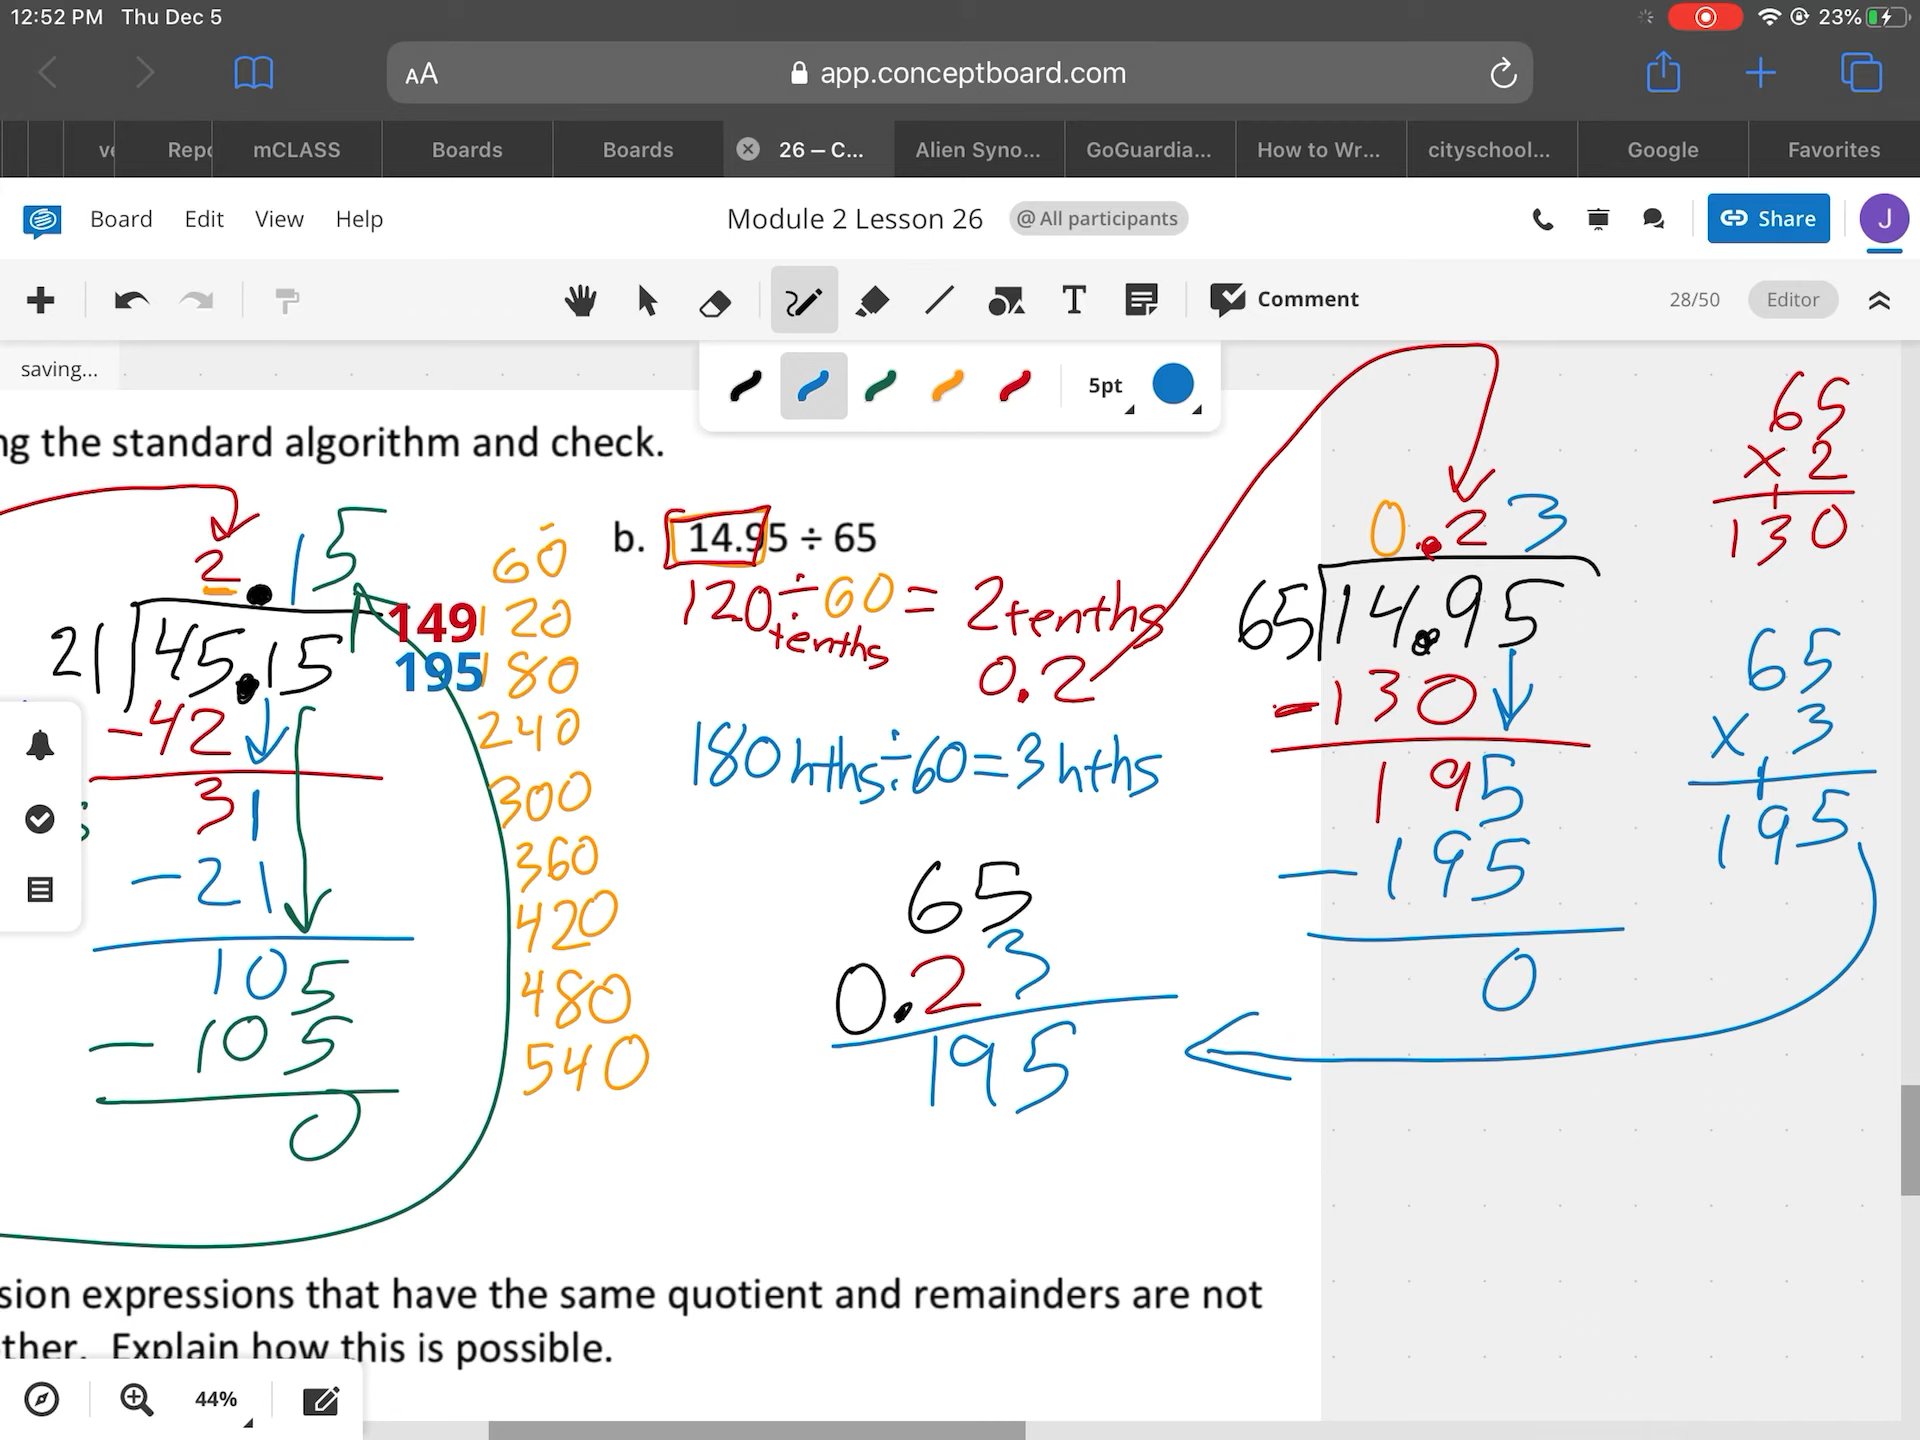 12:52 PM Thu Dec 5
23%
AA
app.conceptboard.com
ve
Repo
mCLASS
Boards
Boards
26 – C...
Alien Syno...
GoGuardia...
How to Wr...
cityschool...
Google
Favorites
Board Edit View Help
Module 2 Lesson 26
@ All participants
Share
J
Comment
28/50
Editor
saving...
5pt
ng the standard algorithm and check.
2.15
21 45.15
-42
31
-21
105
- 105
0
149
195
60
120
180
240
300
360
420
480
540
b. 14.95 ÷ 65
120 tenths ÷ 60 = 2 tenths
0.2
180 hths ÷ 60 = 3 hths
65
0.23
195
0.23
65 14.95
-130
195
- 195
0
65
x 2
1
130
65
x 3
1
195
sion expressions that have the same quotient and remainders are not
ther. Explain how this is possible.
44%